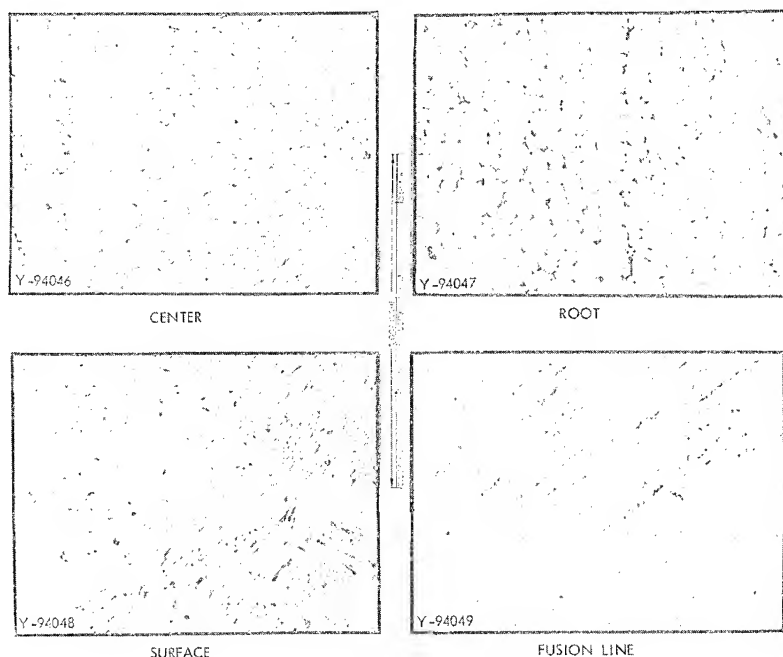 Y-94046
Y-94047
CENTER
ROOT
Y-94048
Y-94049
SURFACE
FUSION LINE